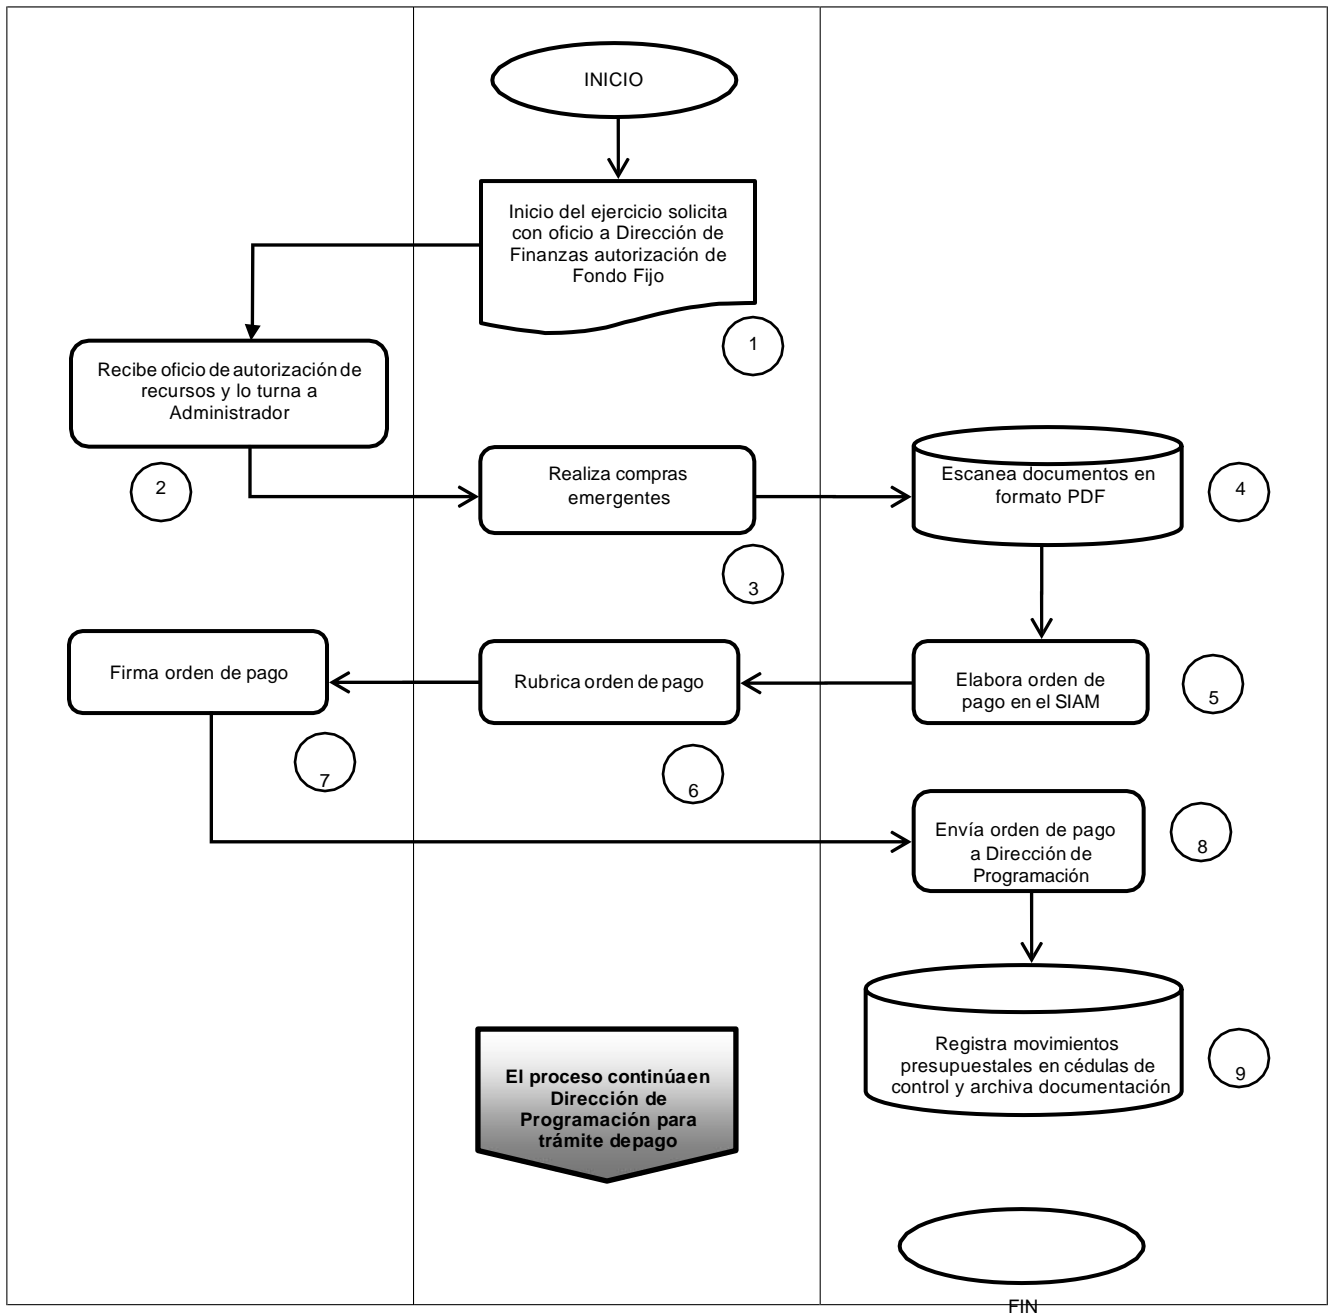 INICIO
Inicio del ejercicio solicita
con oficio a Dirección de
Finanzas autorización de
Fondo Fijo
1
Recibe oficio de autorización de
recursos y lo turna a
Administrador
2
Realiza compras
emergentes
3
Escanea documentos en
formato PDF
4
Elabora orden de
pago en el SIAM
5
Rubrica orden de pago
6
Firma orden de pago
7
Envía orden de pago
a Dirección de
Programación
8
Registra movimientos
presupuestales en cédulas de
control y archiva documentación
9
El proceso continúaen
Dirección de
Programación para
trámite depago
FIN